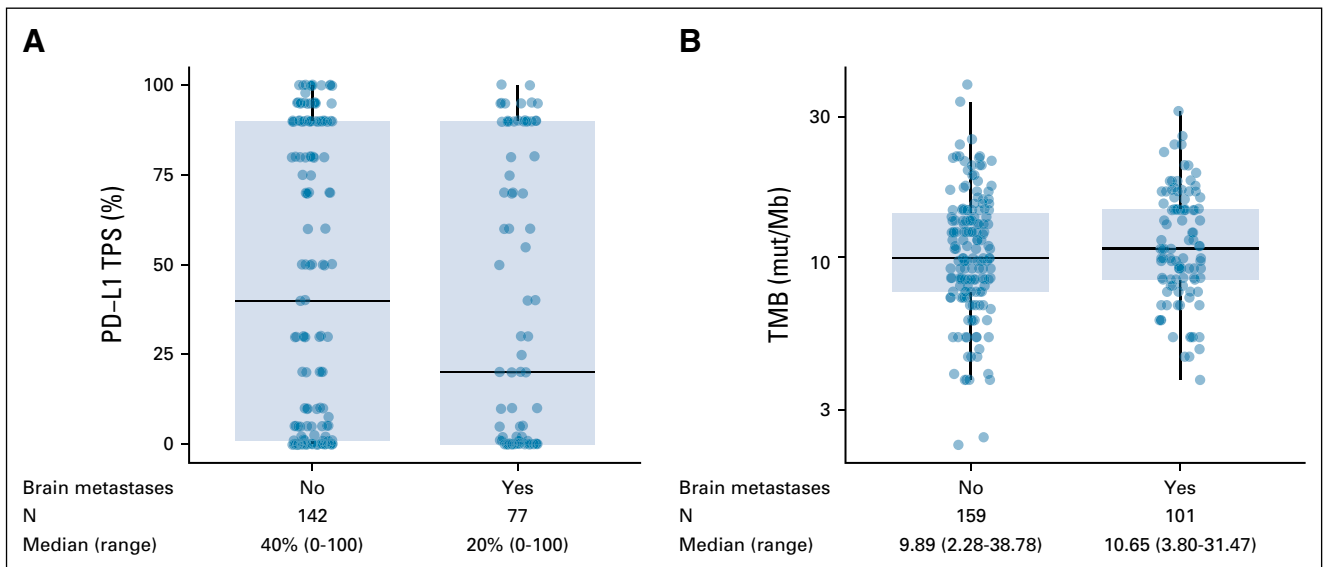 A
PD–L1 TPS (%)
100
75
50
25
0
Brain metastases No Yes
N 142 77
Median (range) 40% (0-100) 20% (0-100)
B
TMB (mut/Mb)
30
10
3
Brain metastases No Yes
N 159 101
Median (range) 9.89 (2.28-38.78) 10.65 (3.80-31.47)